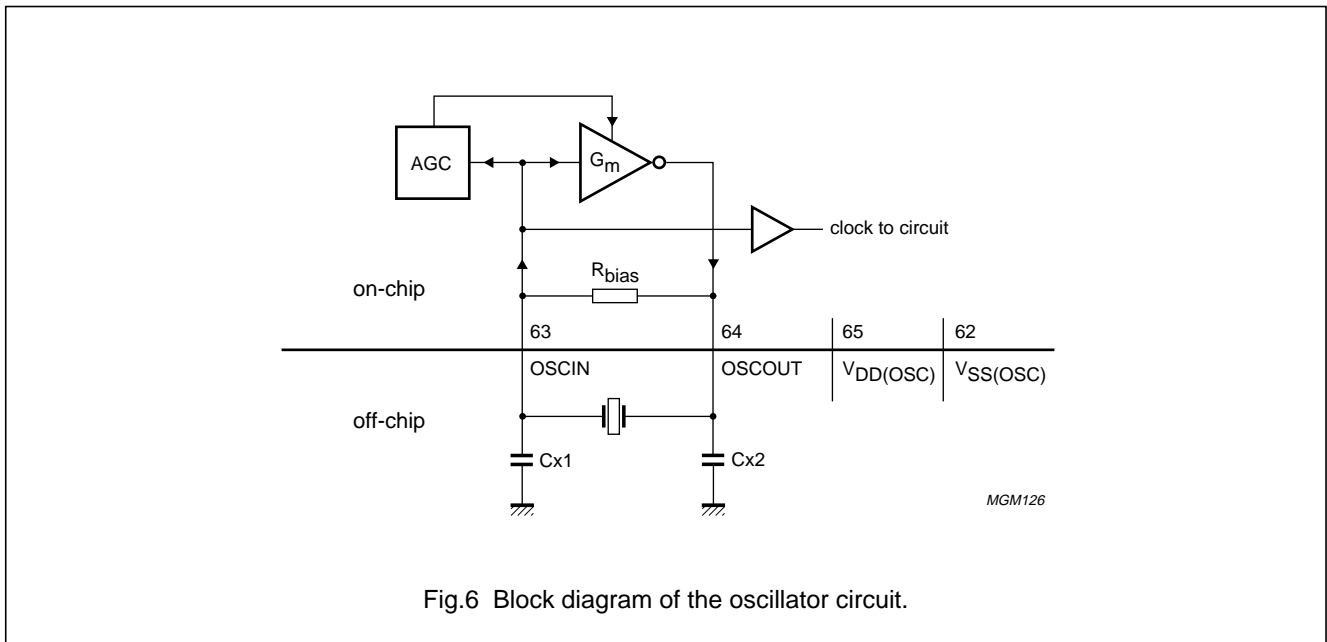 AGC
Gm
clock to circuit
Rbias
on-chip
63
64
65
62
OSCIN
OSCOUT
VDD(OSC)
VSS(OSC)
off-chip
Cx1
Cx2
MGM126
Fig.6 Block diagram of the oscillator circuit.